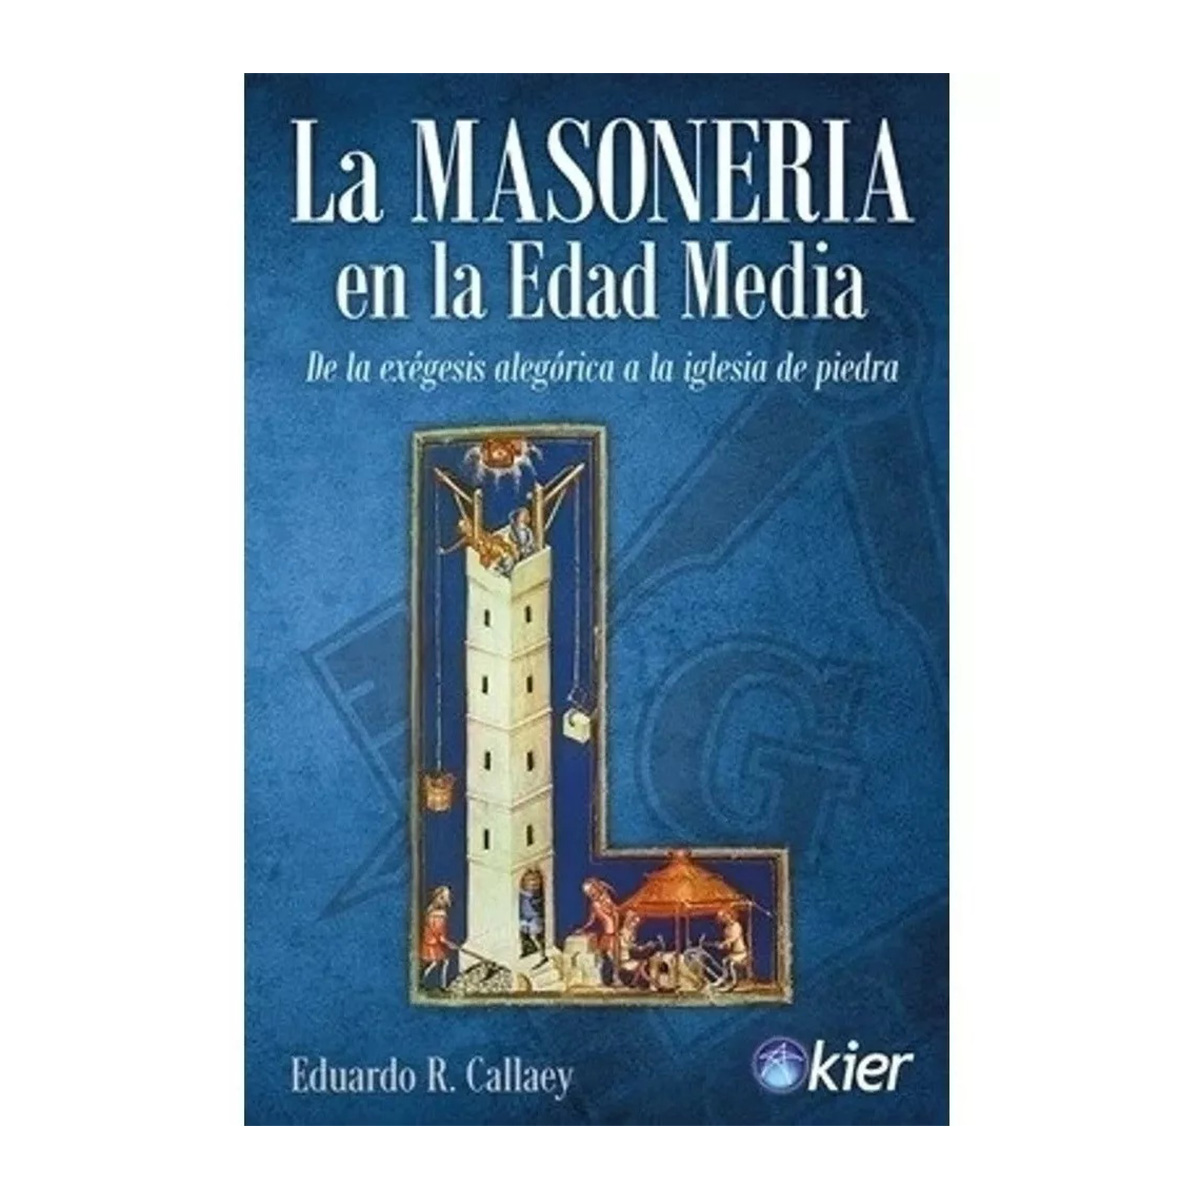 La MASONERIA
en la Edad Media
De la exégesis alegórica a la iglesia de piedra
G
Eduardo R. Callaey
kier